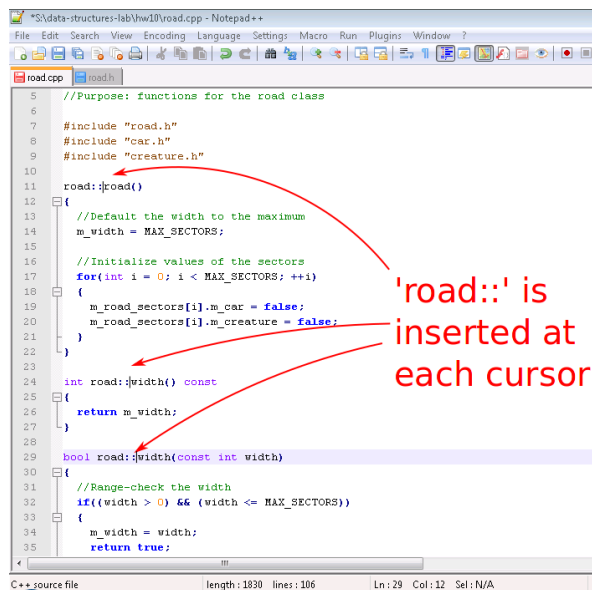 *S:\data-structures-lab\hw10\road.cpp - Notepad++
File Edit Search View Encoding Language Settings Macro Run Plugins Window ?
road.cpp road.h
5 //Purpose: functions for the road class
6
7 #include "road.h"
8 #include "car.h"
9 #include "creature.h"
10
11 road::road()
12 {
13 //Default the width to the maximum
14 m_width = MAX_SECTORS;
15
16 //Initialize values of the sectors
17 for(int i = 0; i < MAX_SECTORS; ++i)
18 {
19 m_road_sectors[i].m_car = false;
20 m_road_sectors[i].m_creature = false;
21 }
22 }
23
24 int road::width() const
25 {
26 return m_width;
27 }
28
29 bool road::width(const int width)
30 {
31 //Range-check the width
32 if((width > 0) && (width <= MAX_SECTORS))
33 {
34 m_width = width;
35 return true;
'road::' is
inserted at
each cursor
C++ source file length : 1830 lines : 106 Ln : 29 Col : 12 Sel : N/A